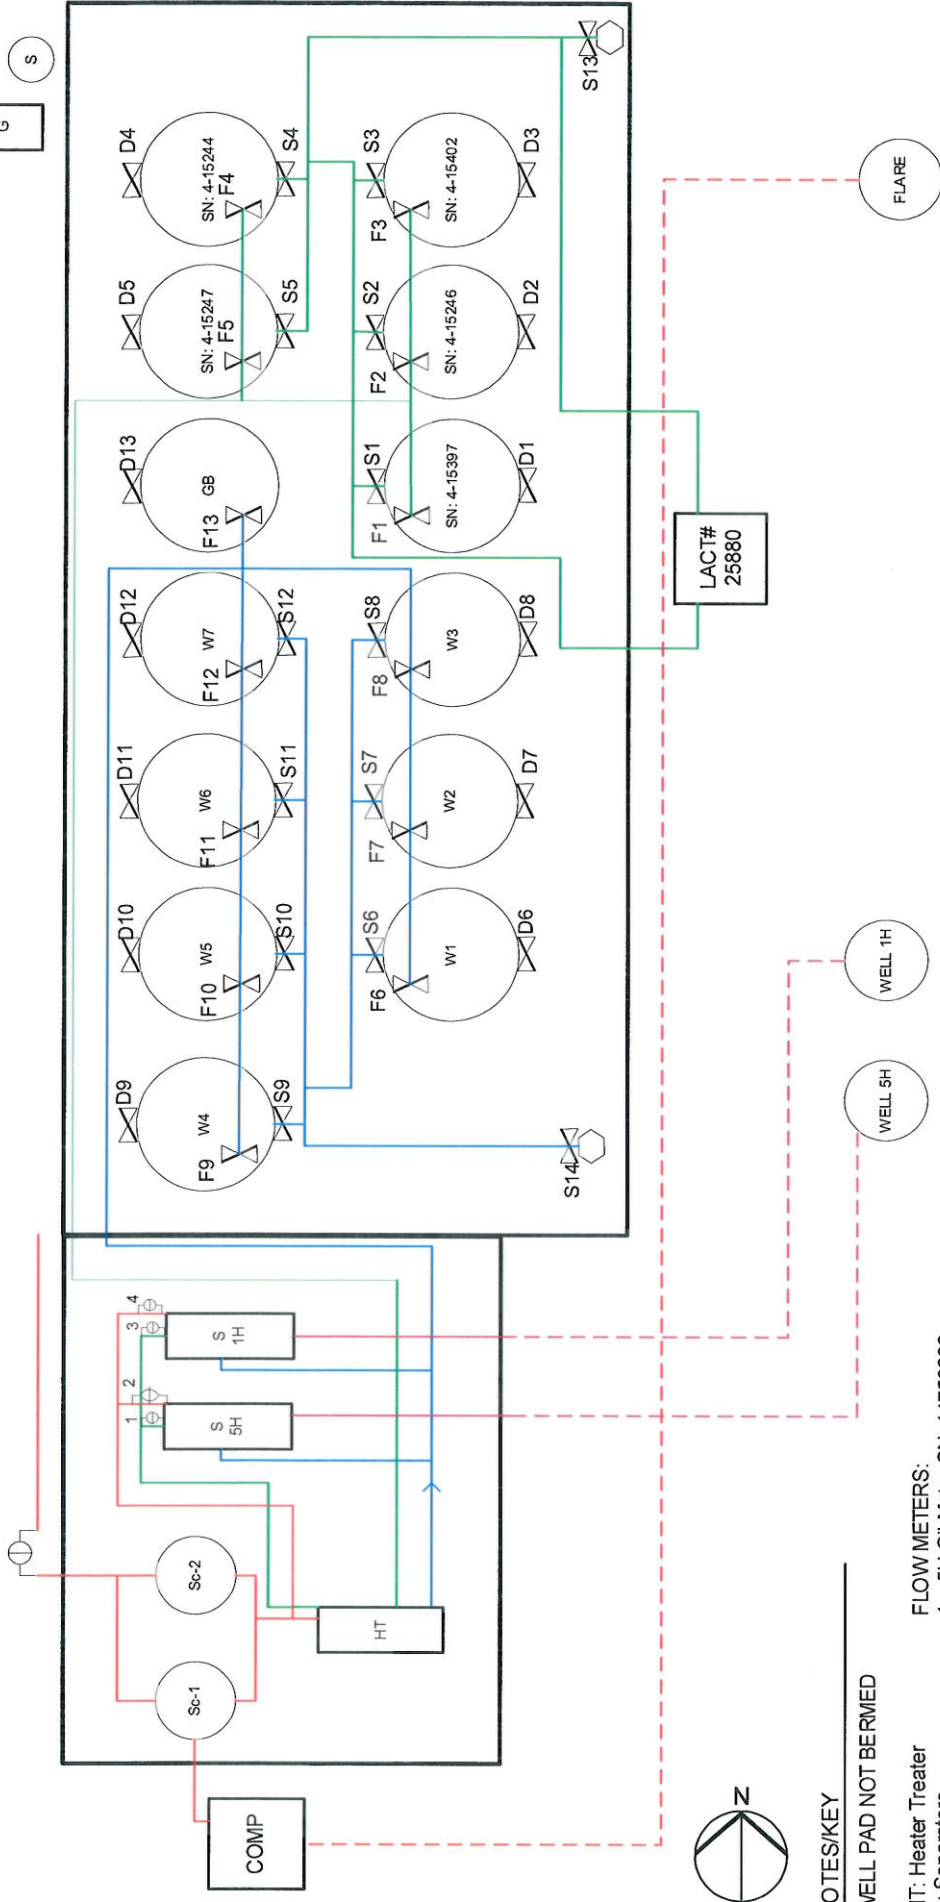 S
G
S13
D4
SN: 4-15244
F4
S4
D5
SN: 4-15247
F5
S5
D13
GB
F13
D12
W7
F12
S12
D11
W6
F11
S11
D10
W5
F10
S10
D9
W4
F9
S9
S3
F3
SN: 4-15402
D3
S2
F2
SN: 4-15246
D2
S1
F1
SN: 4-15397
D1
S8
F8
W3
D8
S7
F7
W2
D7
S6
F6
W1
D6
S14
LACT#
25880
FLARE
WELL 1H
WELL 5H
4
3
S
1H
2
1
S
5H
Sc-2
Sc-1
HT
COMP
N
OTES/KEY
WELL PAD NOT BERMED
HT: Heater Treater
FLOW METERS: